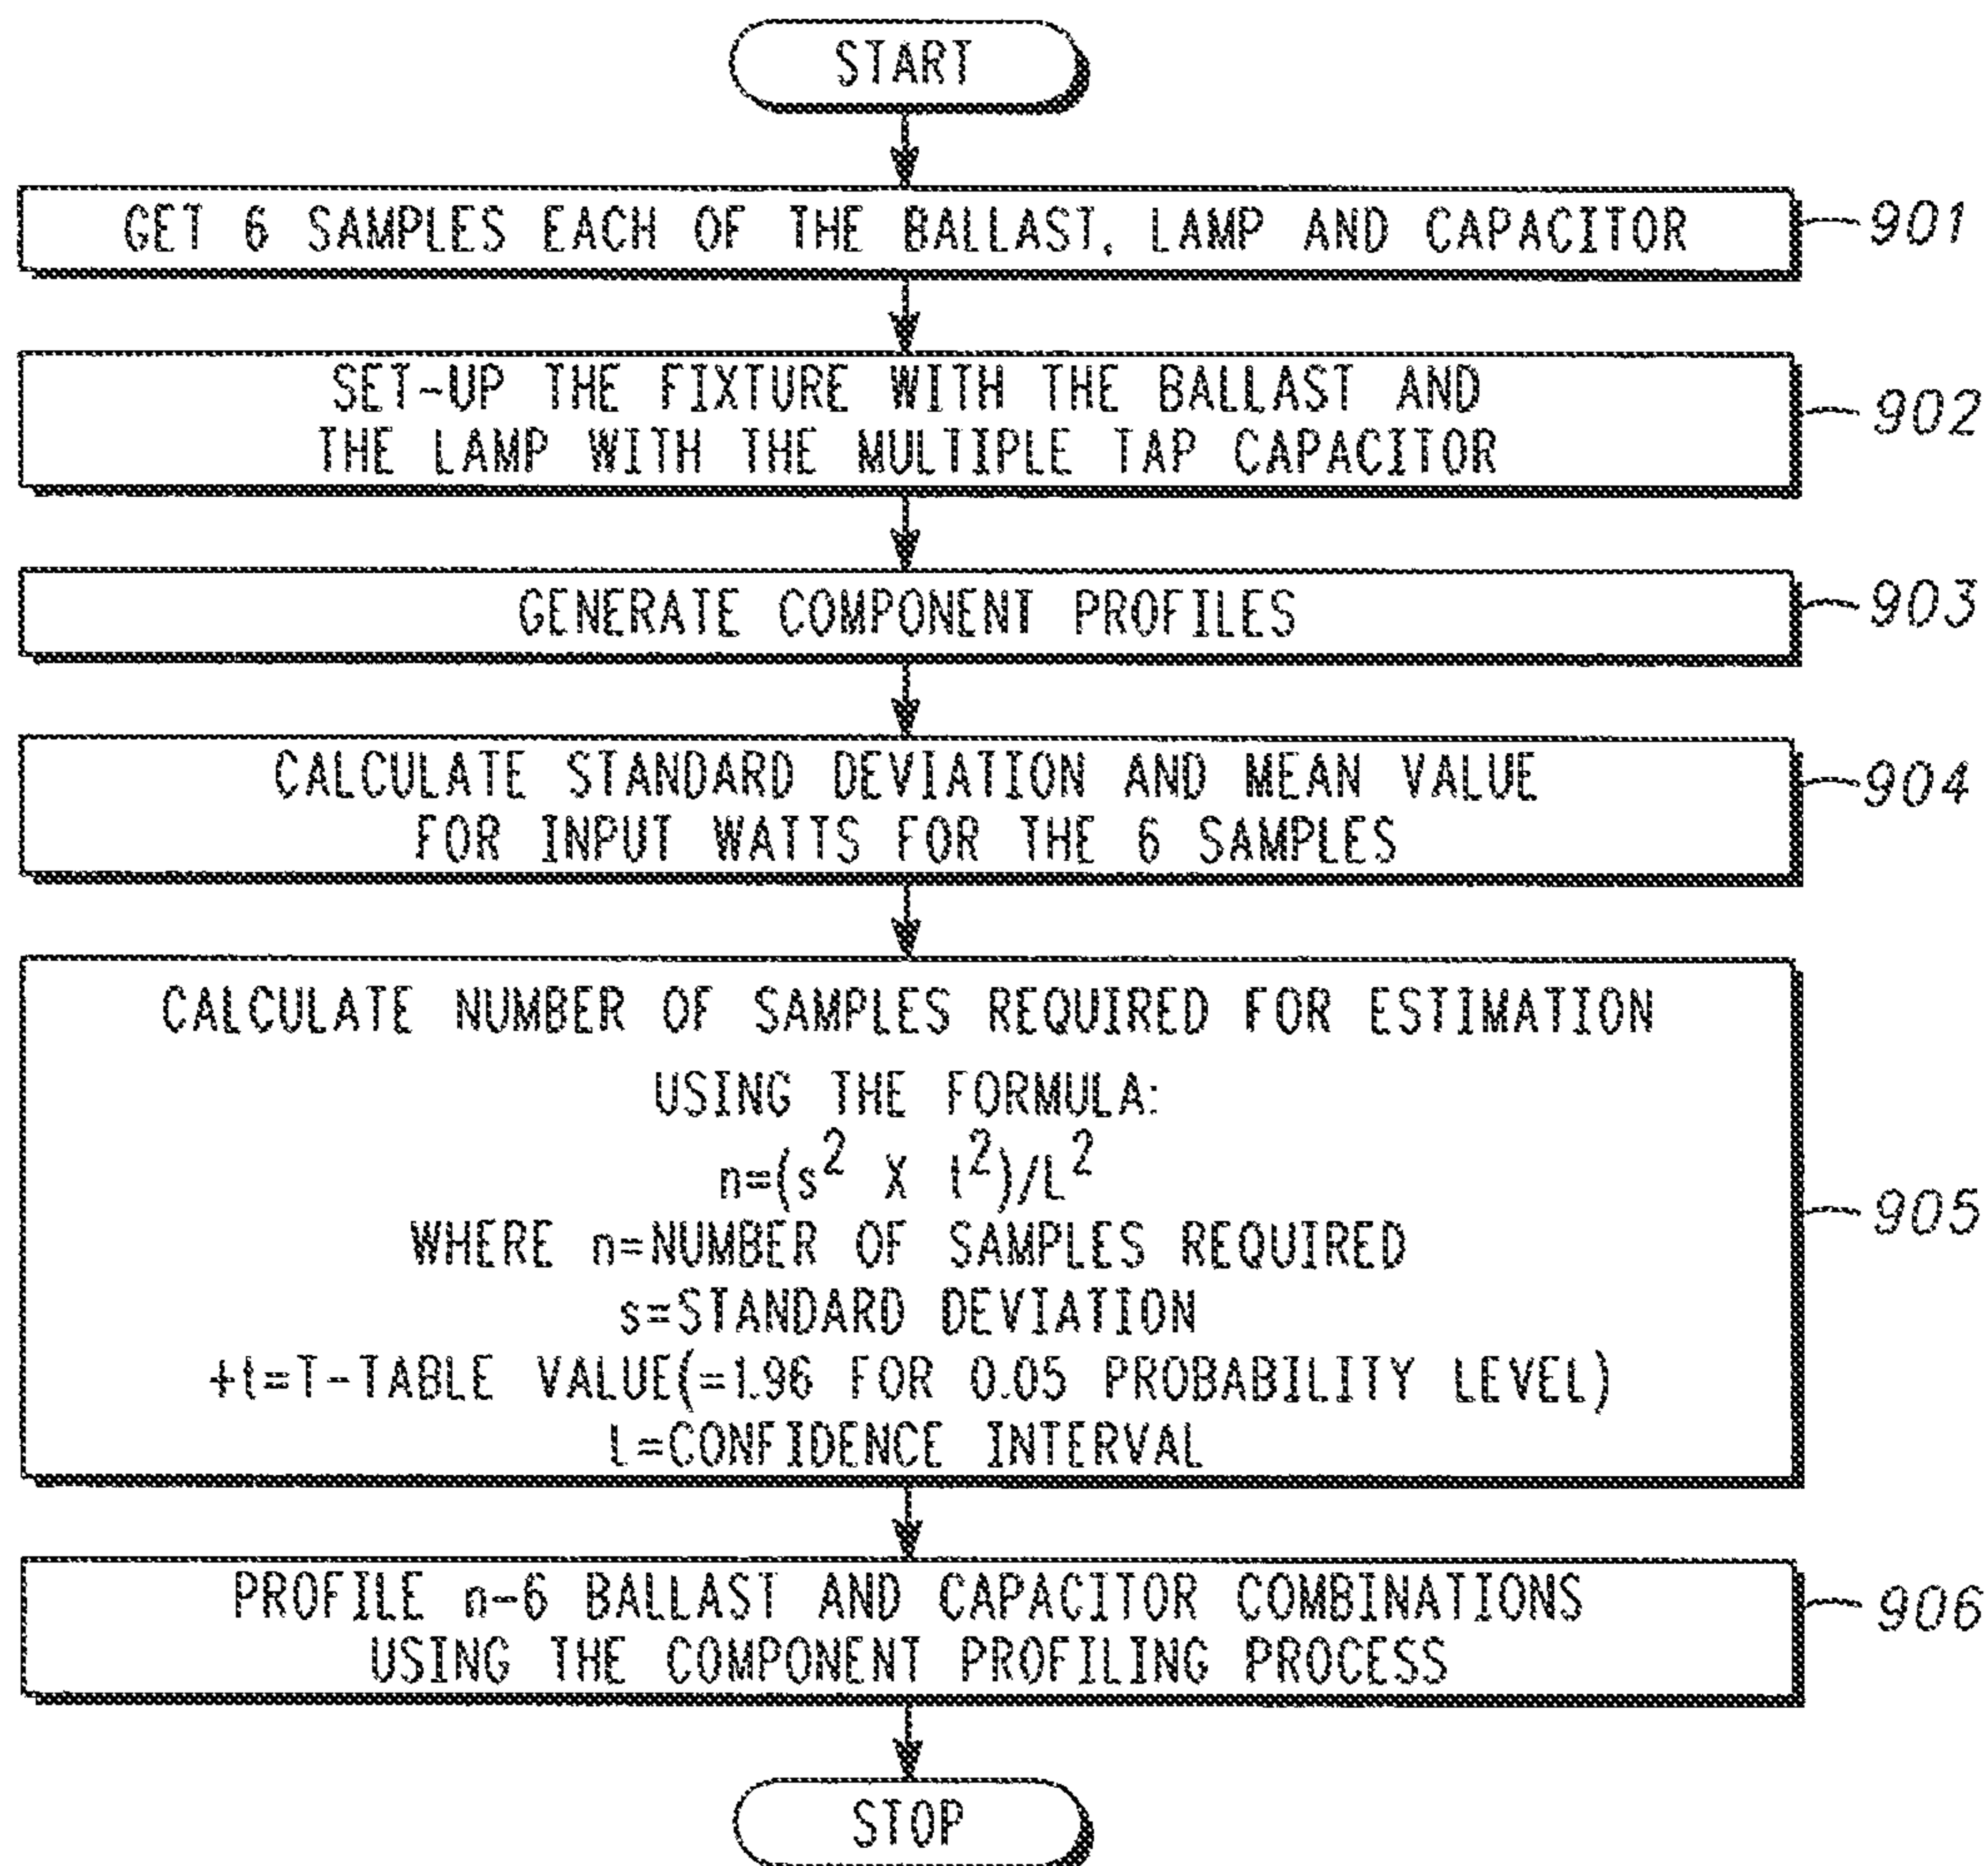 START
GET 6 SAMPLES EACH OF THE BALLAST, LAMP AND CAPACITOR
901
SET-UP THE FIXTURE WITH THE BALLAST AND
THE LAMP WITH THE MULTIPLE TAP CAPACITOR
902
GENERATE COMPONENT PROFILES
903
CALCULATE STANDARD DEVIATION AND MEAN VALUE
FOR INPUT WATTS FOR THE 6 SAMPLES
904
CALCULATE NUMBER OF SAMPLES REQUIRED FOR ESTIMATION
USING THE FORMULA:
n=(s² X t²)/L²
WHERE n=NUMBER OF SAMPLES REQUIRED
s=STANDARD DEVIATION
+t=T-TABLE VALUE(=1.96 FOR 0.05 PROBABILITY LEVEL)
L=CONFIDENCE INTERVAL
905
PROFILE n-6 BALLAST AND CAPACITOR COMBINATIONS
USING THE COMPONENT PROFILING PROCESS
906
STOP